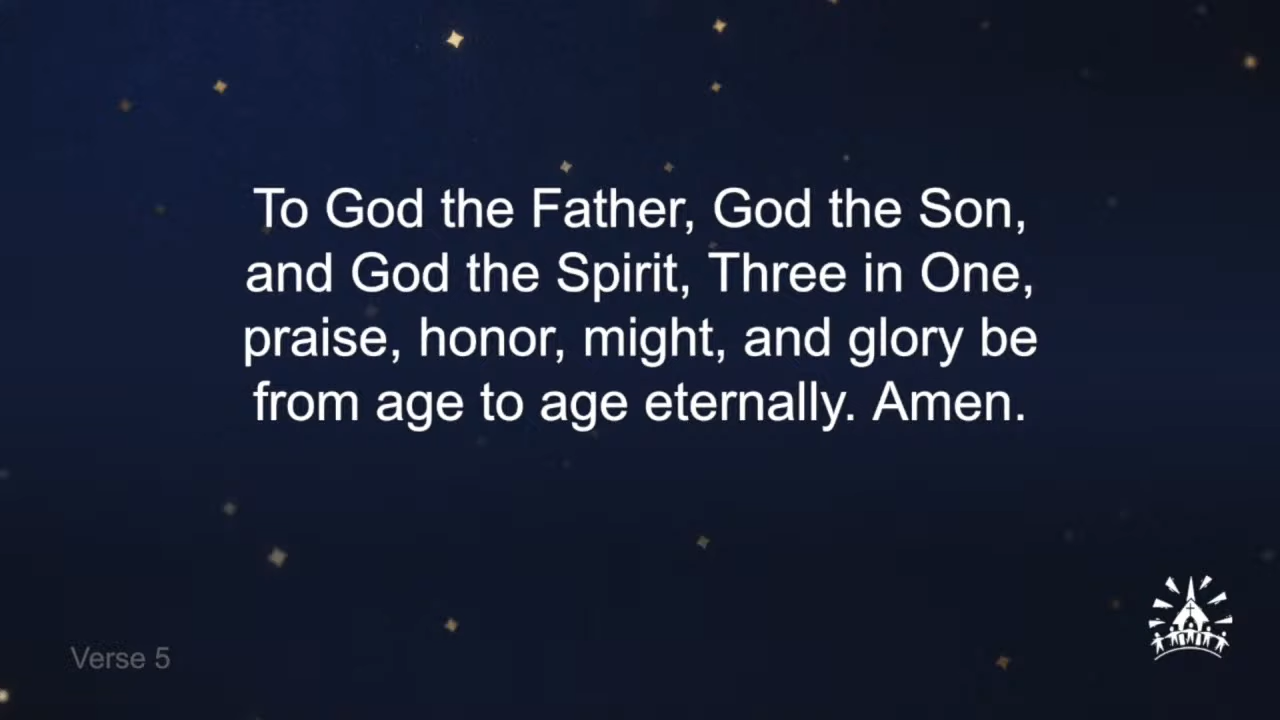 To God the Father, God the Son,
and God the Spirit, Three in One,
praise, honor, might, and glory be
from age to age eternally. Amen.
Verse 5